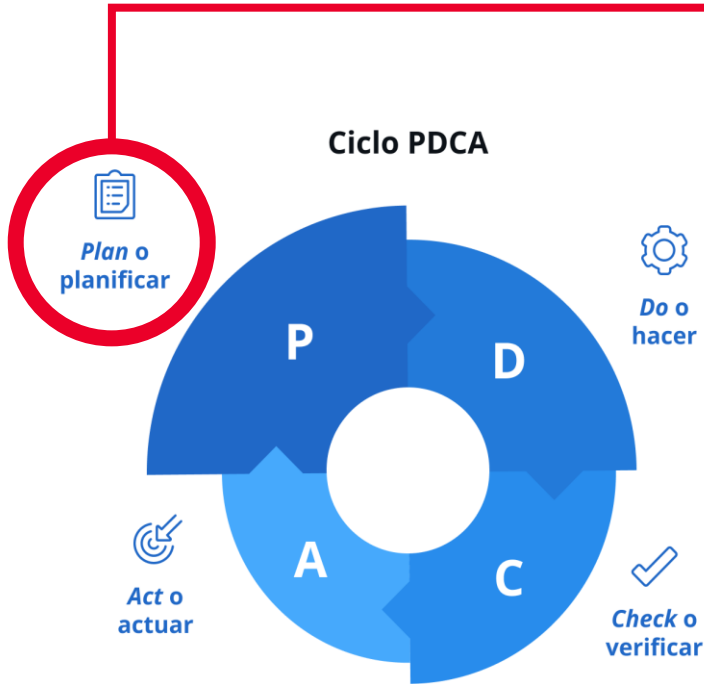 Ciclo PDCA
Plan o
planificar
P
D
Do o
hacer
A
C
Act o
actuar
Check o
verificar